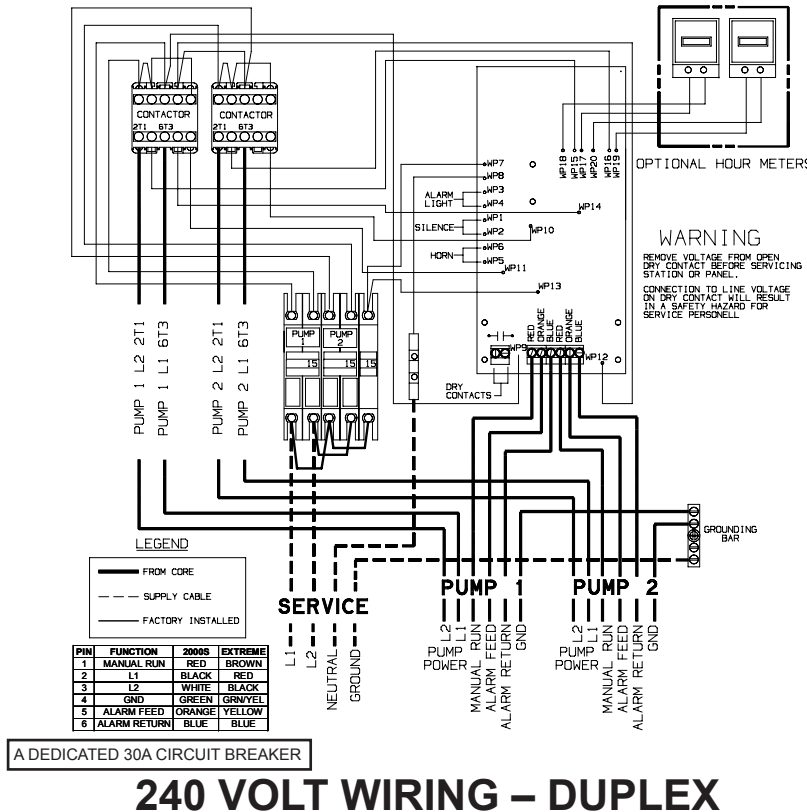 CONTACTOR
2T1 6T3
CONTACTOR
2T1 6T3
WP18
WP15
WP17
WP20
WP16
WP19
OPTIONAL HOUR METERS
WP7
WP8
ALARM
LIGHT
WP3
WP4
SILENCE
WP1
WP2
HORN
WP6
WP5
WP14
WP10
WP11
WP13
WARNING
REMOVE VOLTAGE FROM OPEN
DRY CONTACT BEFORE SERVICING
STATION OR PANEL.
CONNECTION TO LINE VOLTAGE
ON DRY CONTACT WILL RESULT
IN A SAFETY HAZARD FOR
SERVICE PERSONELL
PUMP 1 L2 2T1
PUMP 1 L1 6T3
PUMP 2 L2 2T1
PUMP 2 L1 6T3
PUMP
1
PUMP
2
15
15
15
RED
ORANGE
BLUE
RED
ORANGE
BLUE
WP9
WP12
DRY
CONTACTS
GROUNDING
BAR
LEGEND
FROM CORE
SUPPLY CABLE
FACTORY INSTALLED
SERVICE
L1
L2
NEUTRAL
GROUND
PUMP 1
L2
L1
PUMP
POWER
MANUAL RUN
ALARM FEED
ALARM RETURN
GND
PUMP 2
L2
L1
PUMP
POWER
MANUAL RUN
ALARM FEED
ALARM RETURN
GND
PIN FUNCTION 2000S EXTREME
1 MANUAL RUN RED BROWN
2 L1 BLACK RED
3 L2 WHITE BLACK
4 GND GREEN GRN/YEL
5 ALARM FEED ORANGE YELLOW
6 ALARM RETURN BLUE BLUE
A DEDICATED 30A CIRCUIT BREAKER
240 VOLT WIRING – DUPLEX